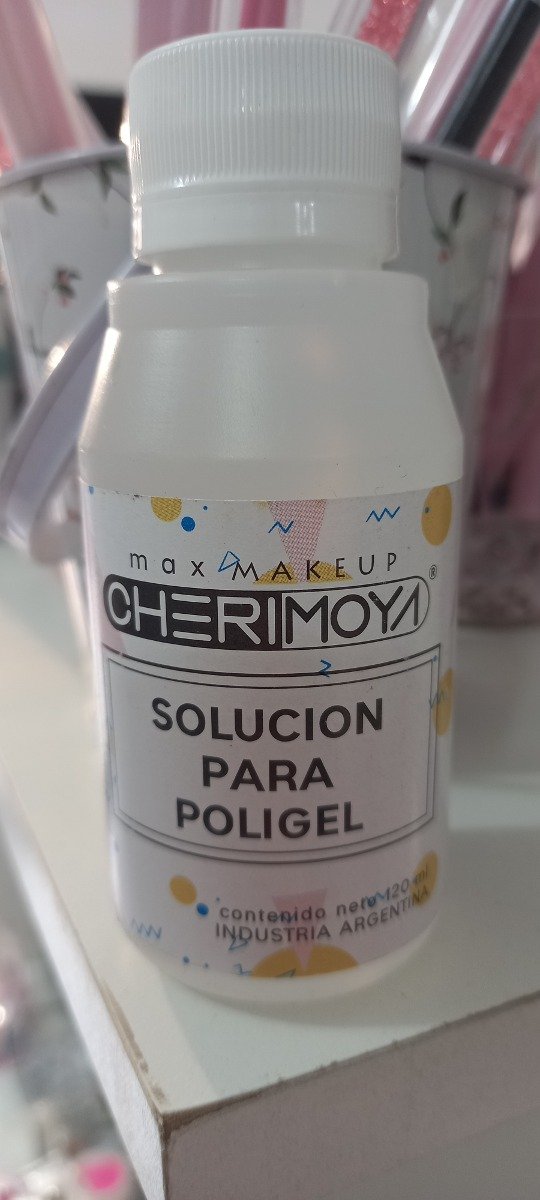 max MAKEUP
CHERIMOYA®
SOLUCION
PARA
POLIGEL
contenido neto 120 ml
INDUSTRIA ARGENTINA